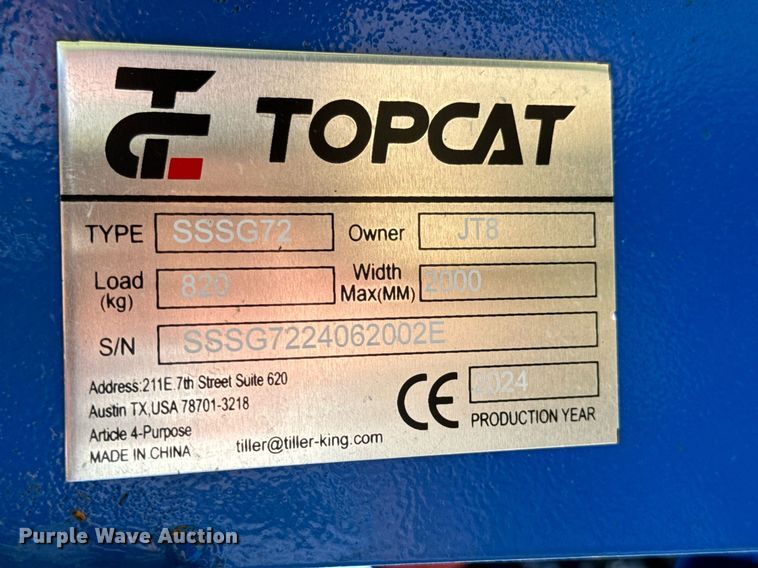 TC TOPCAT
TYPE SSSG72 Owner JT8
Load (kg) 820 Width Max(MM) 2000
S/N SSSG7224062002E
Address:211E.7th Street Suite 620
Austin TX,USA 78701-3218
Article 4-Purpose
MADE IN CHINA
tiller@tiller-king.com
CE 2024
PRODUCTION YEAR
Purple Wave Auction